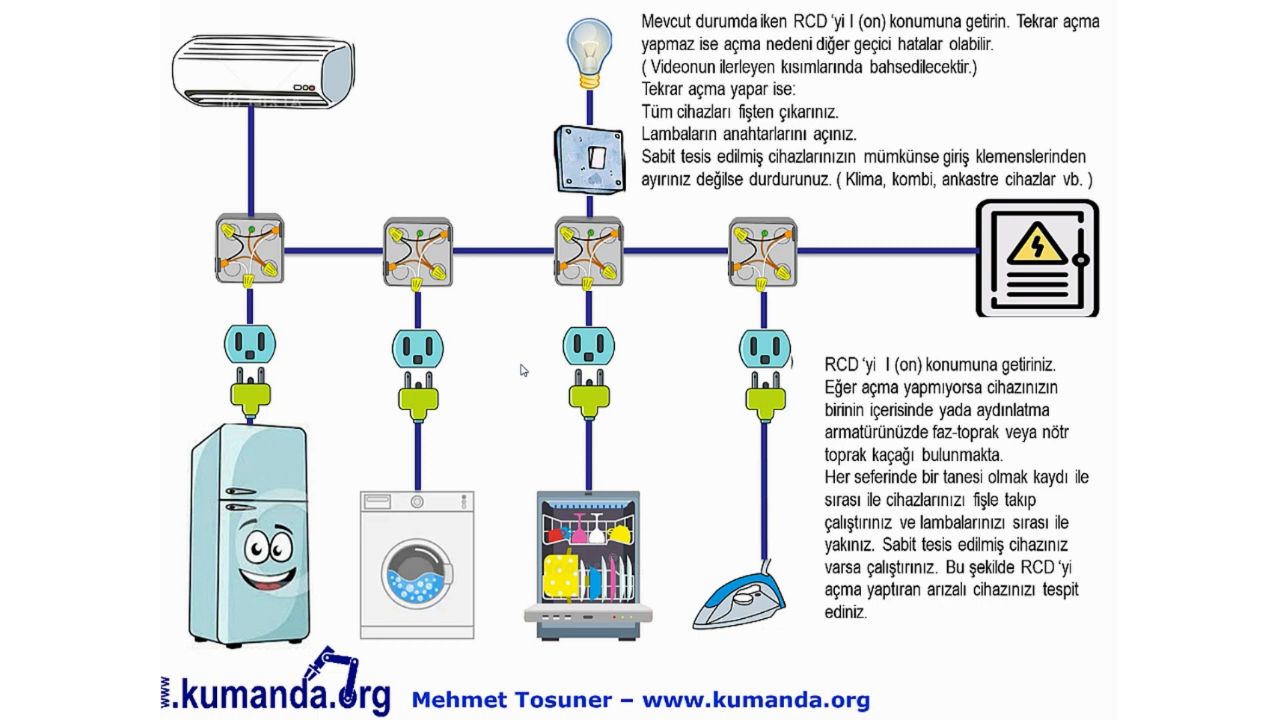 Mevcut durumda iken RCD ‘yi I (on) konumuna getirin. Tekrar açma
yapmaz ise açma nedeni diğer geçici hatalar olabilir.
( Videonun ilerleyen kısımlarında bahsedilecektir.)
Tekrar açma yapar ise:
Tüm cihazları fişten çıkarınız.
Lambaların anahtarlarını açınız.
Sabit tesis edilmiş cihazlarınızın mümkünse giriş klemenslerinden
ayırınız değilse durdurunuz. ( Klima, kombi, ankastre cihazlar vb. )
RCD ‘yi I (on) konumuna getiriniz.
Eğer açma yapmıyorsa cihazınızın
birinin içerisinde yada aydınlatma
armatürünüzde faz-toprak veya nötr
toprak kaçağı bulunmakta.
Her seferinde bir tanesi olmak kaydı ile
sırası ile cihazlarınızı fişle takıp
çalıştırınız ve lambalarınızı sırası ile
yakınız. Sabit tesis edilmiş cihazınız
varsa çalıştırınız. Bu şekilde RCD ‘yi
açma yaptıran arızalı cihazınızı tespit
ediniz.
www.kumanda.org
Mehmet Tosuner – www.kumanda.org